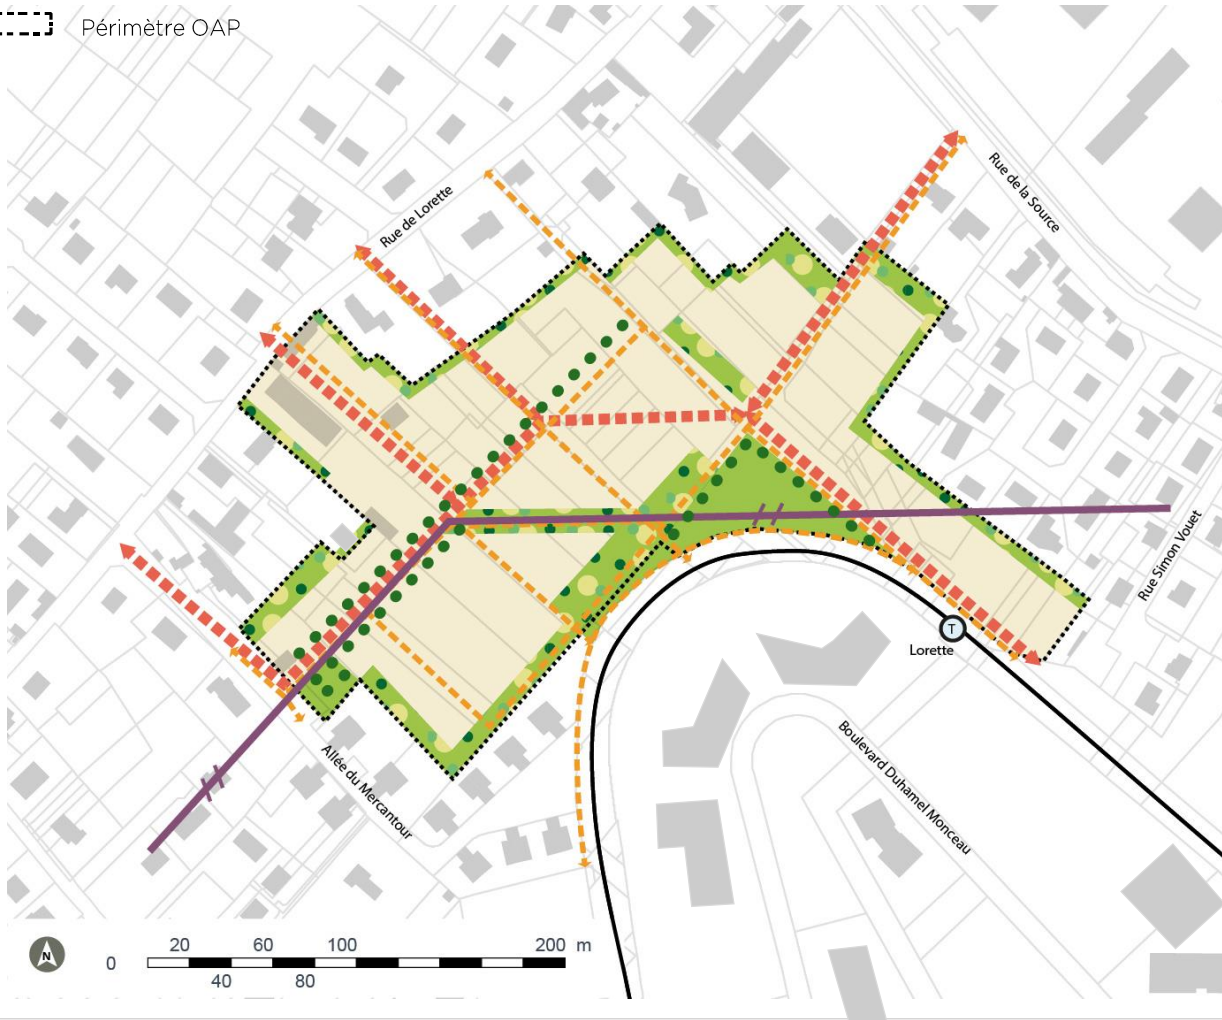 Périmètre OAP
Rue de Lorette
Rue de la Source
Rue Simon Vouet
T
Lorette
Allée du Mercantour
Boulevard Duhamel Monceau
N
0 20 40 60 80 100 200 m